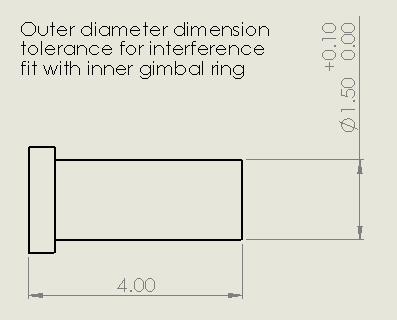 Outer diameter dimension
tolerance for interference
fit with inner gimbal ring
+0.10
⌀1.50 0.00
4.00